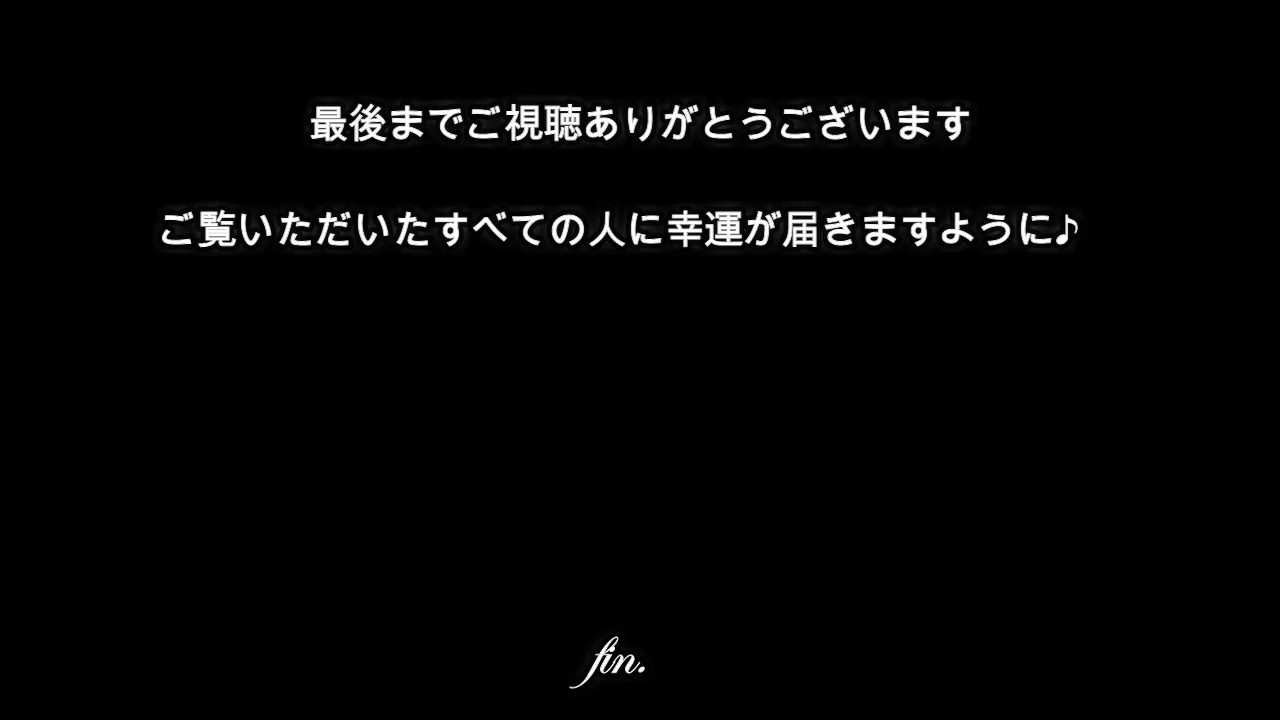 最後までご視聴ありがとうございます
ご覧いただいたすべての人に幸運が届きますように♪
fin.